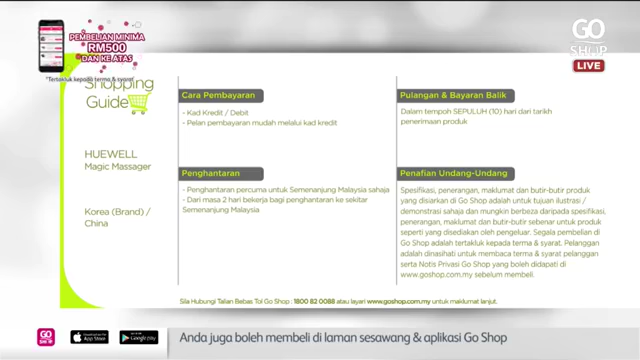 PEMBELIAN MINIMA
RM500
DAN KE ATAS
*Tertakluk kepada terma & syarat
GO
SHOP
LIVE
Shopping
Guide
HUEWELL
Magic Massager
Korea (Brand) /
China
Cara Pembayaran
- Kad Kredit / Debit
- Pelan pembayaran mudah melalui kad kredit
Penghantaran
- Penghantaran percuma untuk Semenanjung Malaysia sahaja
- Dari masa 2 hari bekerja bagi penghantaran ke sekitar
Semenanjung Malaysia
Pulangan & Bayaran Balik
Dalam tempoh SEPULUH (10) hari dari tarikh
penerimaan produk
Penafian Undang-Undang
Spesifikasi, penerangan, maklumat dan butir-butir produk
yang disiarkan di Go Shop adalah untuk tujuan ilustrasi /
demonstrasi sahaja dan mungkin berbeza daripada spesifikasi,
penerangan, maklumat dan butir-butir sebenar untuk produk
seperti yang disediakan oleh pengeluar. Segala pembelian di
Go Shop adalah tertakluk kepada terma & syarat. Pelanggan
adalah dinasihati untuk membaca terma & syarat pelanggan
serta Notis Privasi Go Shop yang boleh didapati di
www.goshop.com.my sebelum membeli.
Sila Hubungi Talian Bebas Tol Go Shop : 1800 82 0088 atau layari www.goshop.com.my untuk maklumat lanjut.
GO
SHOP
App Store
Google Play
Anda juga boleh membeli di laman sesawang & aplikasi Go Shop